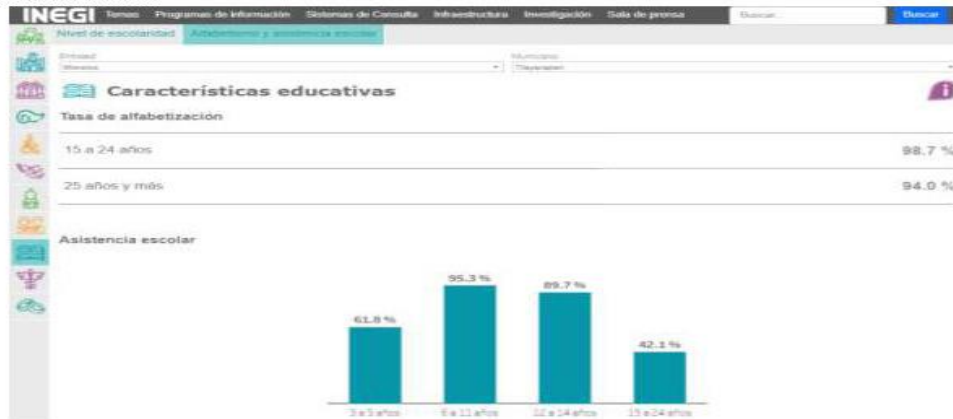 INEGI Temas Programas de Información Sistemas de Consulta Infraestructura Investigación Sala de prensa Buscar... Buscar
Nivel de escolaridad Alfabetismo y asistencia escolar
Entidad: Municipio:
Morelos Tlayacapan
Características educativas
Tasa de alfabetización
15 a 24 años 98.7 %
25 años y más 94.0 %
Asistencia escolar
95.3 %
89.7 %
61.8 %
42.1 %
3 a 5 años 6 a 11 años 12 a 14 años 15 a 24 años